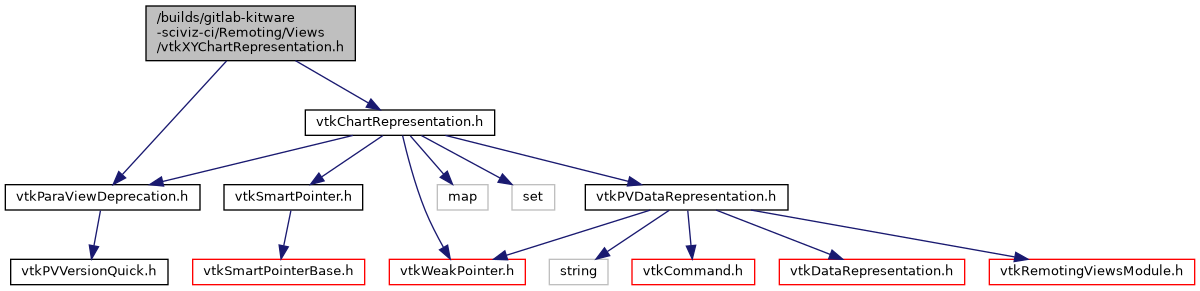 /builds/gitlab-kitware
-sciviz-ci/Remoting/Views
/vtkXYChartRepresentation.h
vtkChartRepresentation.h
vtkParaViewDeprecation.h
vtkSmartPointer.h
map
set
vtkPVDataRepresentation.h
vtkPVVersionQuick.h
vtkSmartPointerBase.h
vtkWeakPointer.h
string
vtkCommand.h
vtkDataRepresentation.h
vtkRemotingViewsModule.h